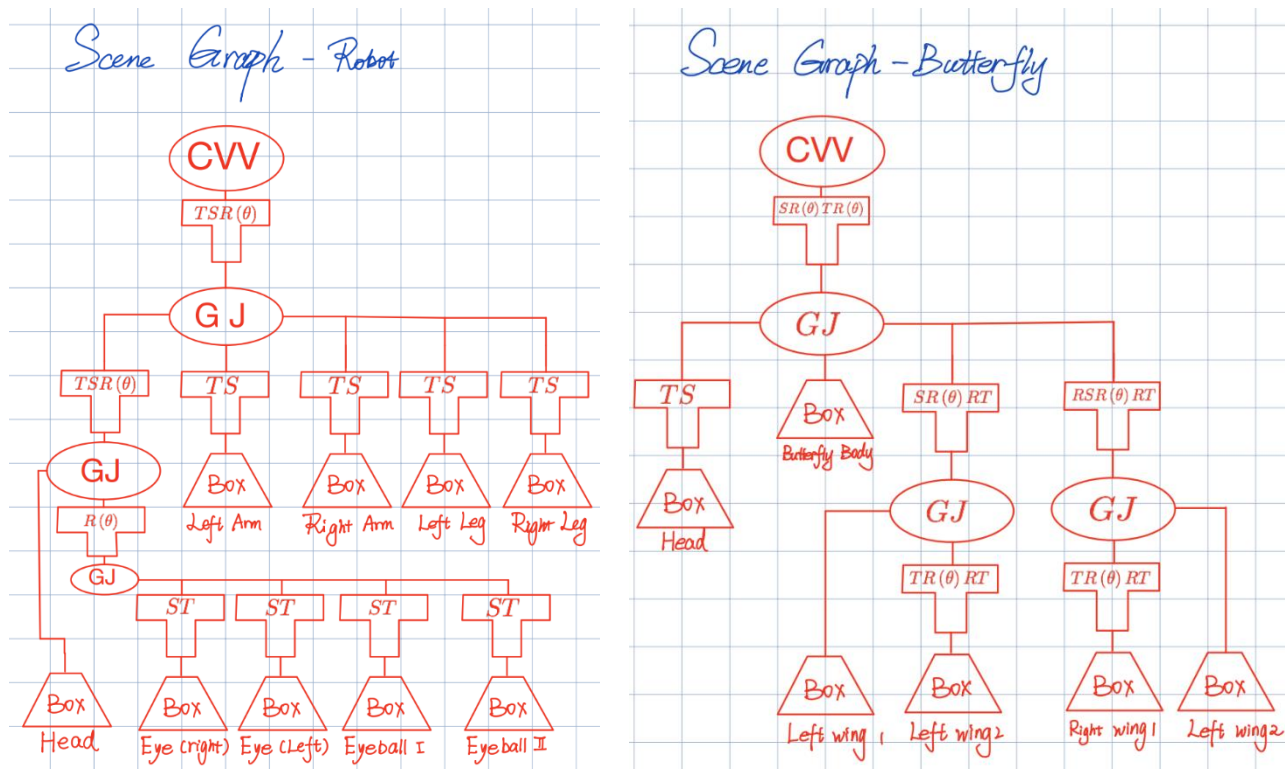 Scene Graph - Robot
CVV
TSR(θ)
GJ
TSR(θ)
TS
TS
TS
TS
GJ
Box
Left Arm
Box
Right Arm
Box
Left Leg
Box
Right Leg
R(θ)
GJ
ST
ST
ST
ST
Box
Head
Box
Eye (right)
Box
Eye (Left)
Box
Eyeball I
Box
Eyeball II
Scene Graph - Butterfly
CVV
SR(θ)TR(θ)
GJ
TS
Box
Butterfly Body
SR(θ)RT
RSR(θ)RT
Box
Head
GJ
GJ
TR(θ)RT
TR(θ)RT
Box
Left wing 1
Box
Left wing2
Box
Right wing 1
Box
Left wing2